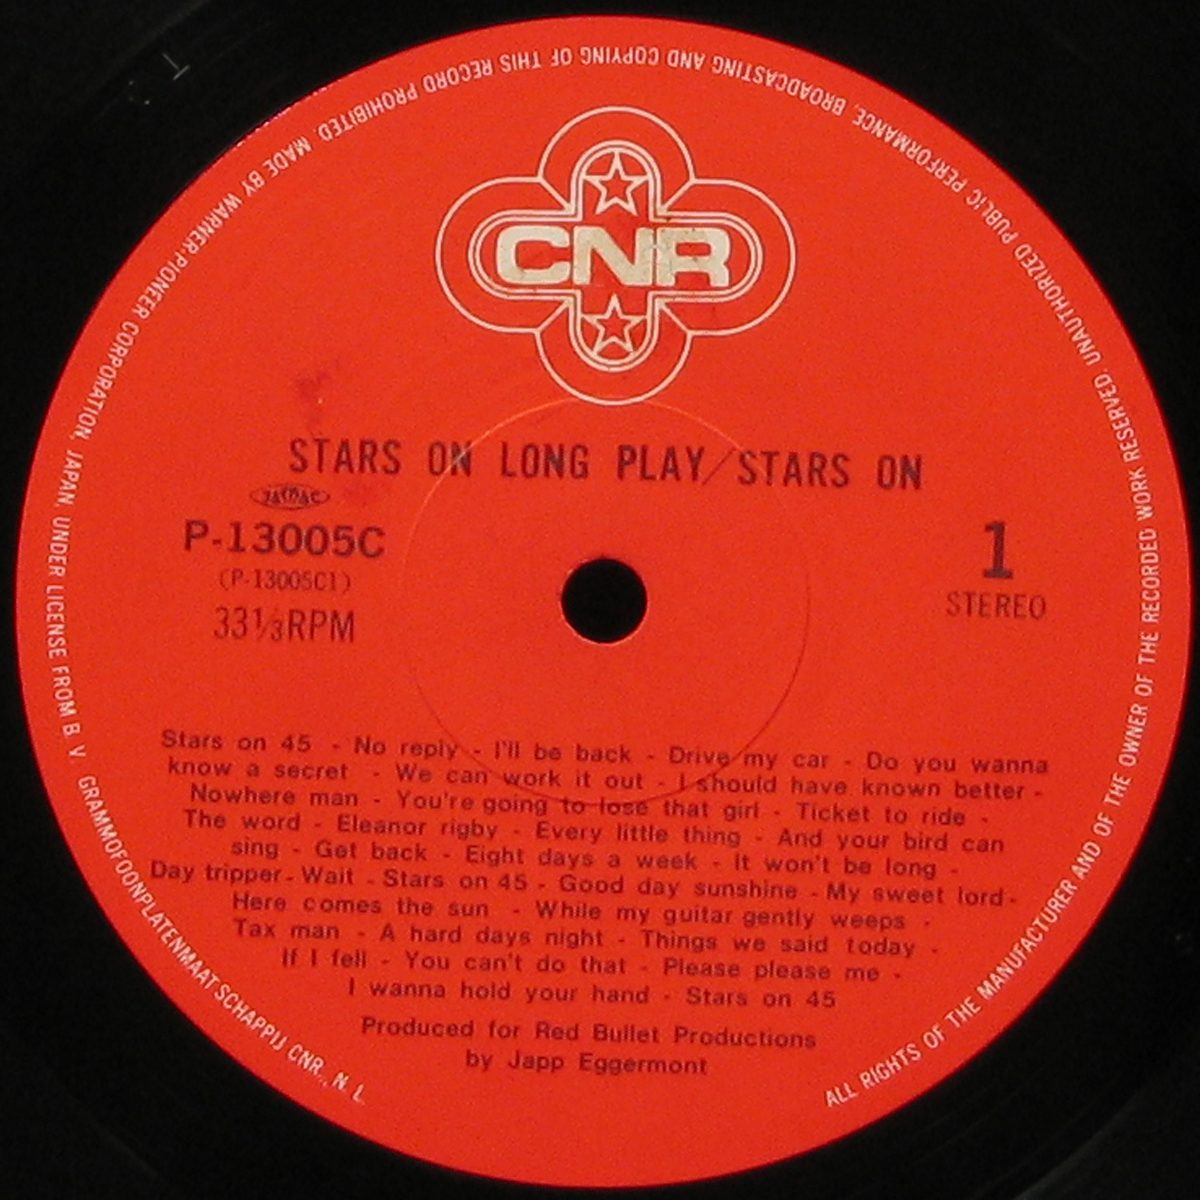 MADE BY WARNER-PIONEER CORPORATION, JAPAN. UNDER LICENSE FROM B. V. GRAMMOFOONPLATENMAATSCHAPPIJ CNR., N. L.
ALL RIGHTS OF THE MANUFACTURER AND OF THE OWNER OF THE RECORDED WORK RESERVED. UNAUTHORIZED PUBLIC PERFORMANCE, BROADCASTING AND COPYING OF THIS RECORD PROHIBITED.
CNR
STARS ON LONG PLAY/STARS ON
JASRAC
P-13005C
(P-13005C1)
33⅓RPM
1
STEREO
Stars on 45 - No reply - I'll be back - Drive my car - Do you wanna
know a secret - We can work it out - I should have known better -
Nowhere man - You're going to lose that girl - Ticket to ride -
The word - Eleanor rigby - Every little thing - And your bird can
sing - Get back - Eight days a week - It won't be long -
Day tripper - Wait - Stars on 45 - Good day sunshine - My sweet lord -
Here comes the sun - While my guitar gently weeps -
Tax man - A hard days night - Things we said today -
If I fell - You can't do that - Please please me -
I wanna hold your hand - Stars on 45
Produced for Red Bullet Productions
by Japp Eggermont